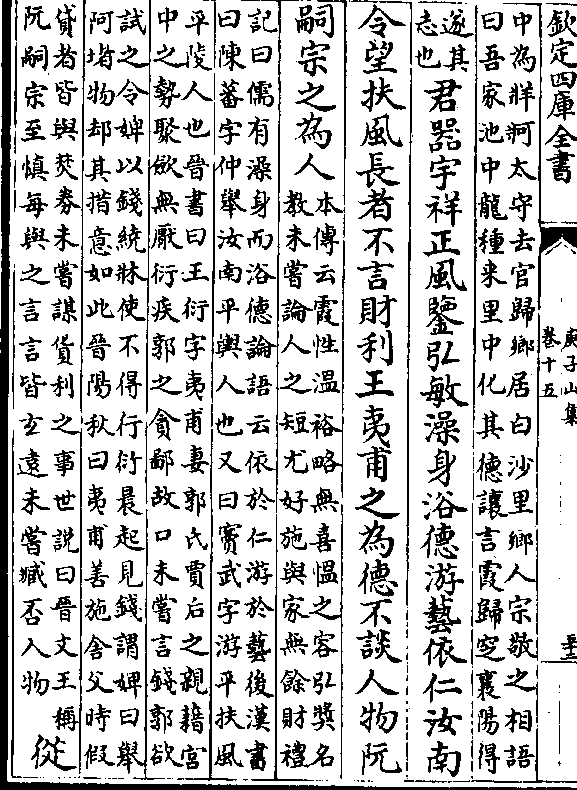 欽定四庫全書
庾子山集
卷十五
中為牂牁太守去官歸鄉居白沙里鄉人宗敬之相語
曰吾家池中龍種来里中化其德讓言霞歸窆襄陽得
遂其
志也
君器宇祥正風鑒弘敏澡身浴德游藝依仁汝南
令望扶風長者不言財利王夷甫之為德不談人物阮
嗣宗之為人
本傳云霞性溫裕略無喜慍之容弘獎名
教未嘗論人之短尤好施與家無餘財禮
記曰儒有澡身而浴德論語云依於仁游於藝後漢書
曰陳蕃字仲舉汝南平輿人也又曰竇武字游平扶風
平陵人也晉書曰王衍字夷甫妻郭氏賈后之親藉宮
中之勢聚斂無厭衍疾郭之貪鄙故口未嘗言錢郭欲
試之令婢以錢繞牀使不得行衍晨起見錢謂婢曰舉
阿堵物却其措意如此晉陽秋曰夷甫善施舍父時假
貸者皆與焚券未嘗謀貨利之事世說曰晉文王稱
阮嗣宗至慎每與之言言皆玄遠未嘗臧否人物
從